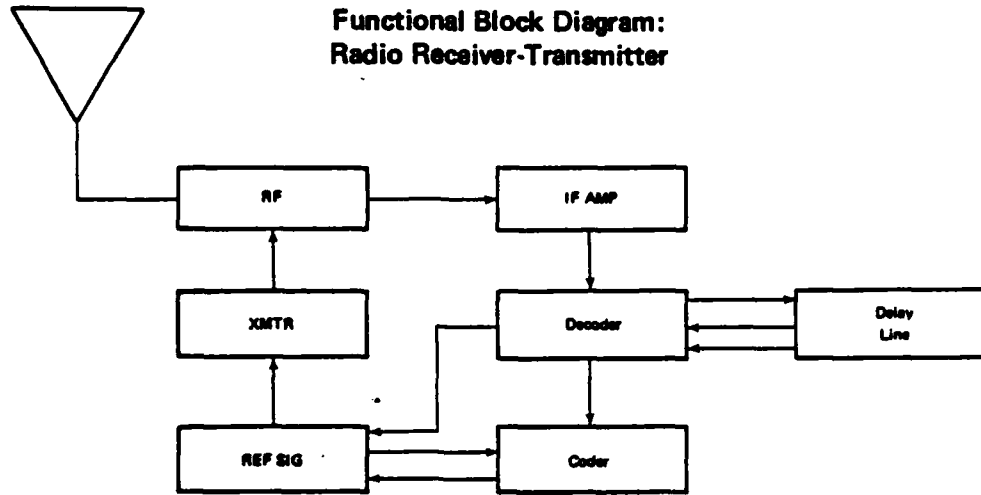 Functional Block Diagram:
Radio Receiver-Transmitter
RF
IF AMP
XMTR
Decoder
Delay
Line
REF SIG
Coder